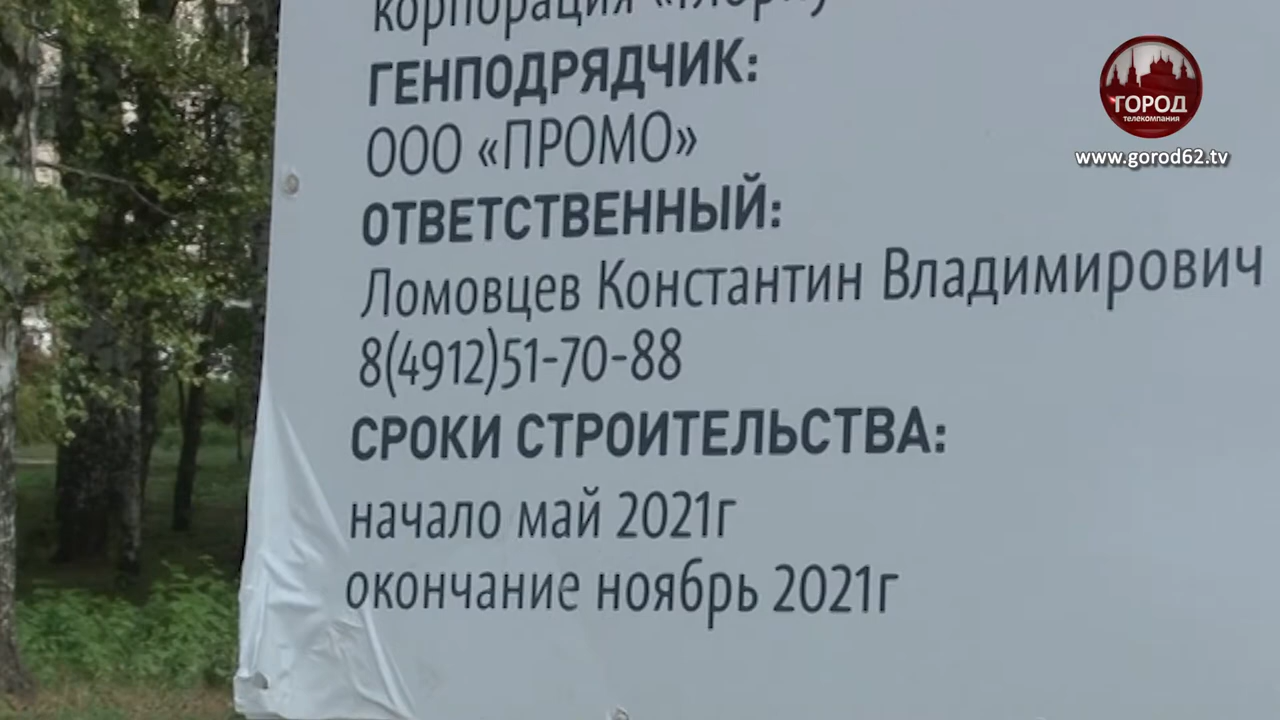 корпорация
ГЕНПОДРЯДЧИК:
ООО «ПРОМО»
ОТВЕТСТВЕННЫЙ:
Ломовцев Константин Владимирович
8(4912)51-70-88
СРОКИ СТРОИТЕЛЬСТВА:
начало май 2021г
окончание ноябрь 2021г
ГОРОД
телекомпания
www.gorod62.tv